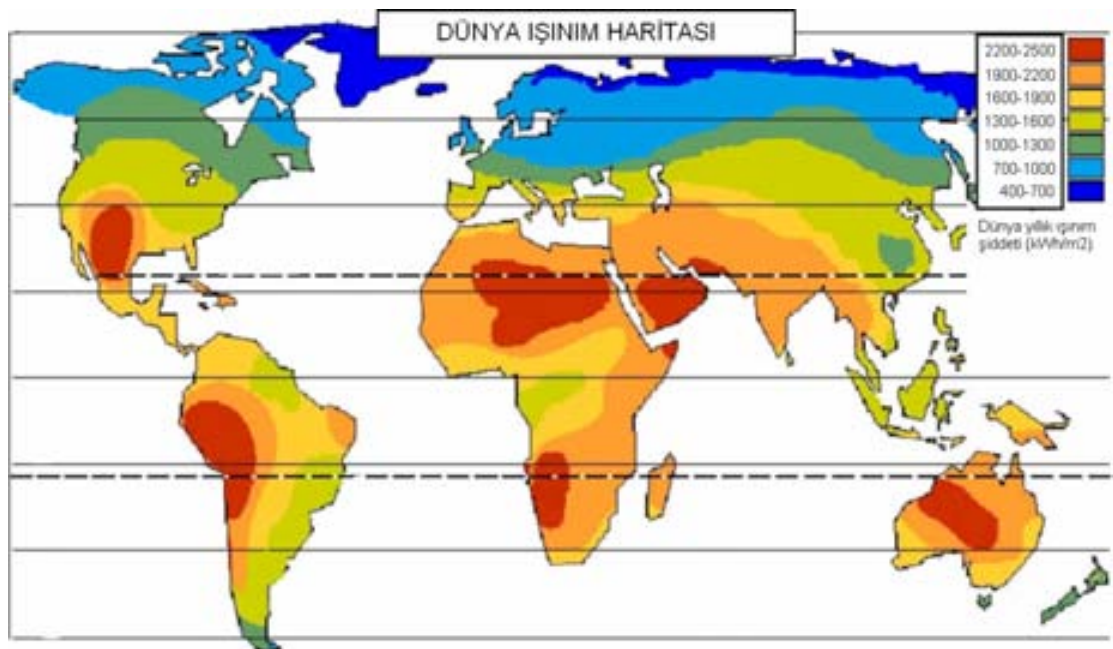 DÜNYA IŞINIM HARİTASI
2200-2500
1900-2200
1600-1900
1300-1600
1000-1300
700-1000
400-700
Dünya yıllık ışınım
şiddeti (kWh/m2)